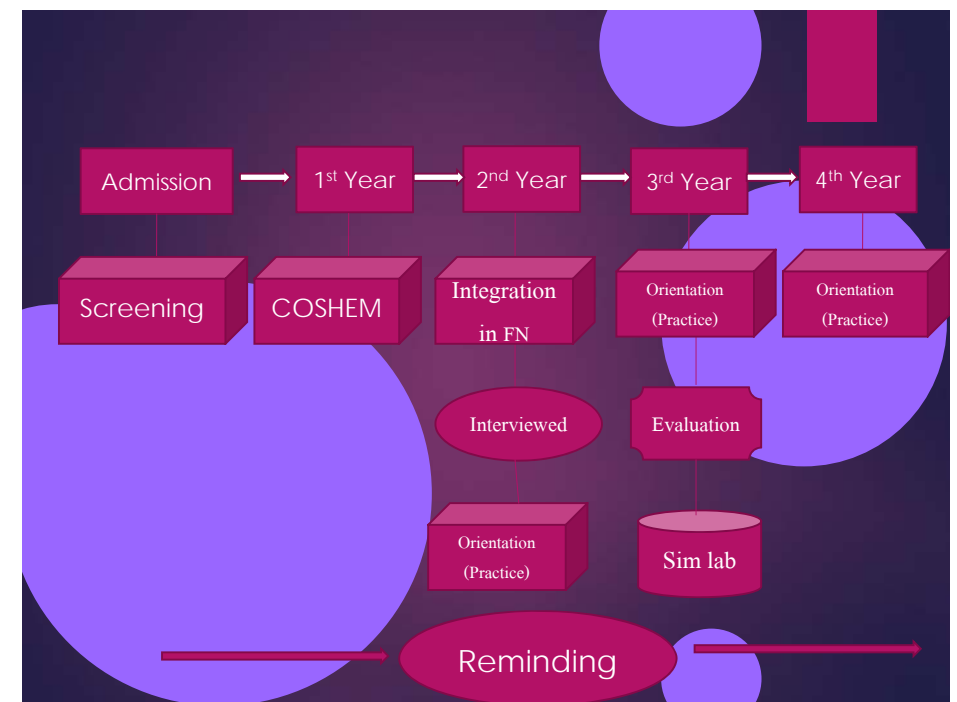 Admission
1st Year
2nd Year
3rd Year
4th Year
Screening
COSHEM
Integration
in FN
Orientation
(Practice)
Orientation
(Practice)
Interviewed
Evaluation
Orientation
(Practice)
Sim lab
Reminding